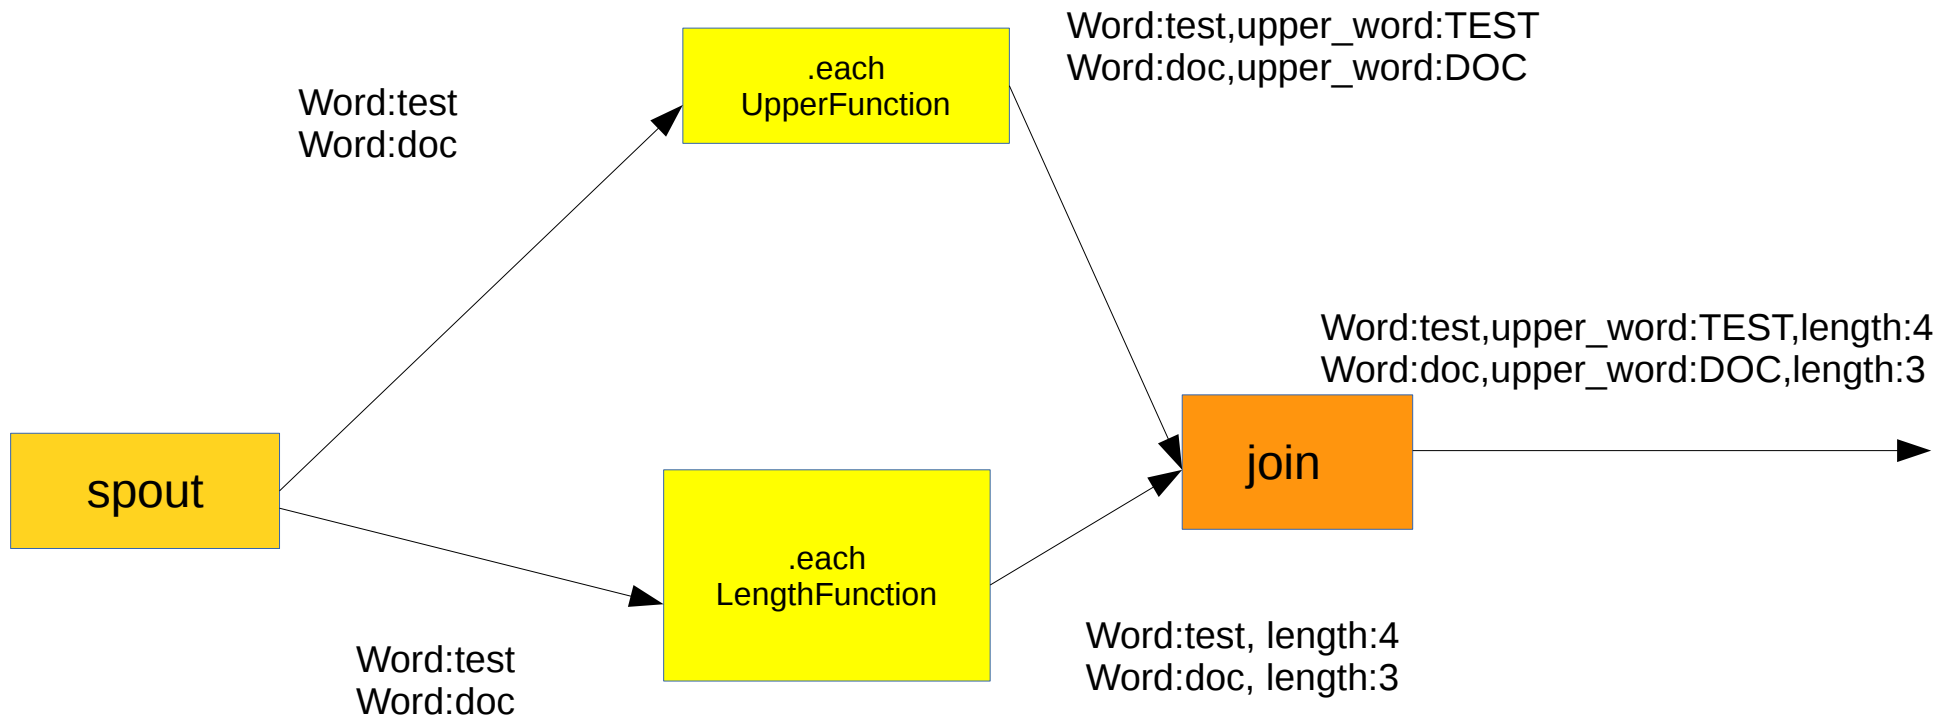 Word:test,upper_word:TEST
Word:doc,upper_word:DOC
.each
UpperFunction
Word:test
Word:doc
Word:test,upper_word:TEST,length:4
Word:doc,upper_word:DOC,length:3
spout
join
.each
LengthFunction
Word:test, length:4
Word:doc, length:3
Word:test
Word:doc